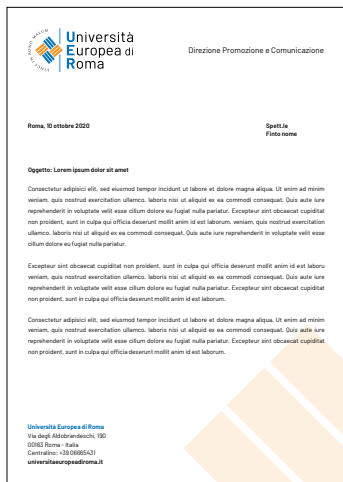 VINCE IN BONO MALUM
Università
Europea di
Roma
Direzione Promozione e Comunicazione
Roma, 10 ottobre 2020
Spett.le
Finto nome
Oggetto: Lorem ipsum dolor sit amet
Consectetur adipisici elit, sed eiusmod tempor incidunt ut labore et dolore magna aliqua. Ut enim ad minim
veniam, quis nostrud exercitation ullamco. laboris nisi ut aliquid ex ea commodi consequat. Quis aute iure
reprehenderit in voluptate velit esse cillum dolore eu fugiat nulla pariatur. Excepteur sint obcaecat cupiditat
non proident, sunt in culpa qui officia deserunt mollit anim id est laborum. veniam, quis nostrud exercitation
ullamco. laboris nisi ut aliquid ex ea commodi consequat. Quis aute iure reprehenderit in voluptate velit esse
cillum dolore eu fugiat nulla pariatur.
Excepteur sint obcaecat cupiditat non proident, sunt in culpa qui officia deserunt mollit anim id est laboru
veniam, quis nostrud exercitation ullamco. laboris nisi ut aliquid ex ea commodi consequat. Quis aute iure
reprehenderit in voluptate velit esse cillum dolore eu fugiat nulla pariatur. Excepteur sint obcaecat cupiditat
non proident, sunt in culpa qui officia deserunt mollit anim id est laborum.
Consectetur adipisici elit, sed eiusmod tempor incidunt ut labore et dolore magna aliqua. Ut enim ad minim
veniam, quis nostrud exercitation ullamco. laboris nisi ut aliquid ex ea commodi consequat. Quis aute iure
reprehenderit in voluptate velit esse cillum dolore eu fugiat nulla pariatur. Excepteur sint obcaecat cupiditat
non proident, sunt in culpa qui officia deserunt mollit anim id est laborum.
Università Europea di Roma
Via degli Aldobrandeschi, 190
00163 Roma - Italia
Centralino: +39 06665431
universitaeuropeadiroma.it